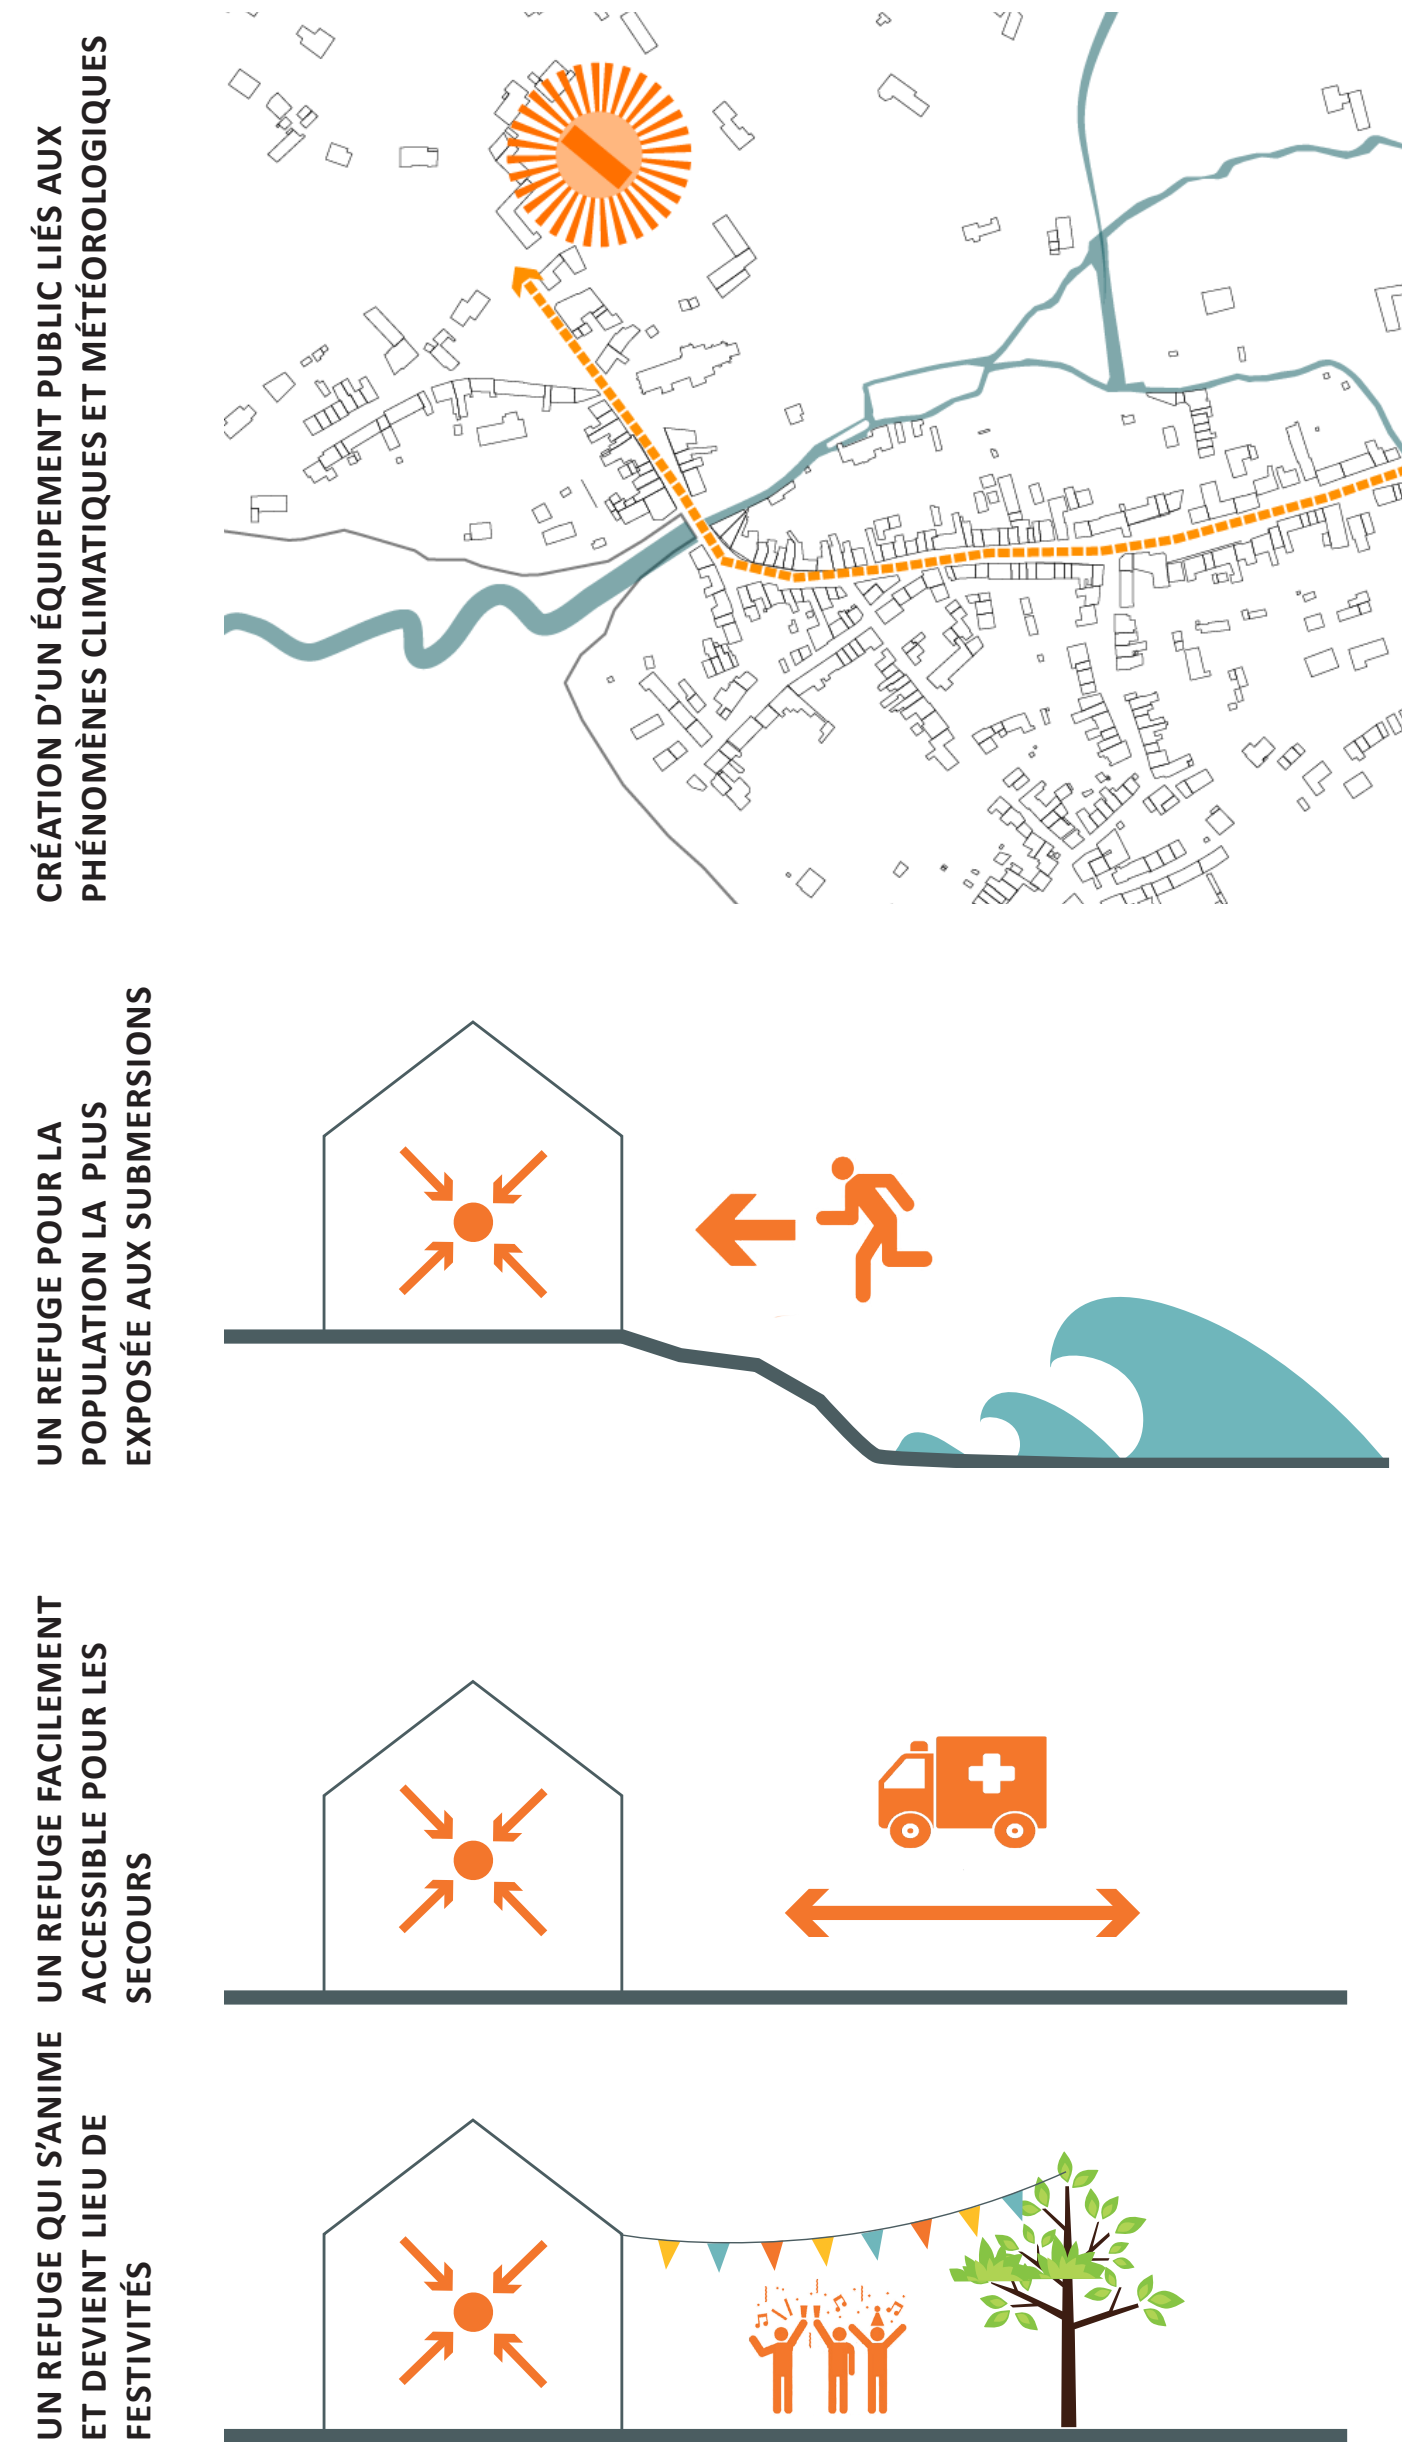 CRÉATION D'UN ÉQUIPEMENT PUBLIC LIÉS AUX
PHÉNOMÈNES CLIMATIQUES ET MÉTÉOROLOGIQUES
UN REFUGE POUR LA
POPULATION LA PLUS
EXPOSÉE AUX SUBMERSIONS
UN REFUGE FACILEMENT
ACCESSIBLE POUR LES
SECOURS
UN REFUGE QUI S'ANIME
ET DEVIENT LIEU DE
FESTIVITÉS